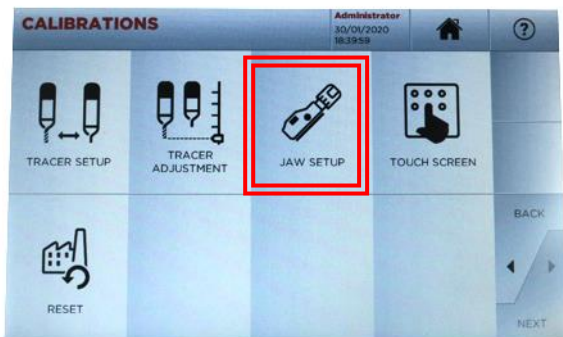 CALIBRATIONS
Administrator
30/01/2020
18:39:59
?
TRACER SETUP
TRACER
ADJUSTMENT
JAW SETUP
TOUCH SCREEN
BACK
RESET
NEXT